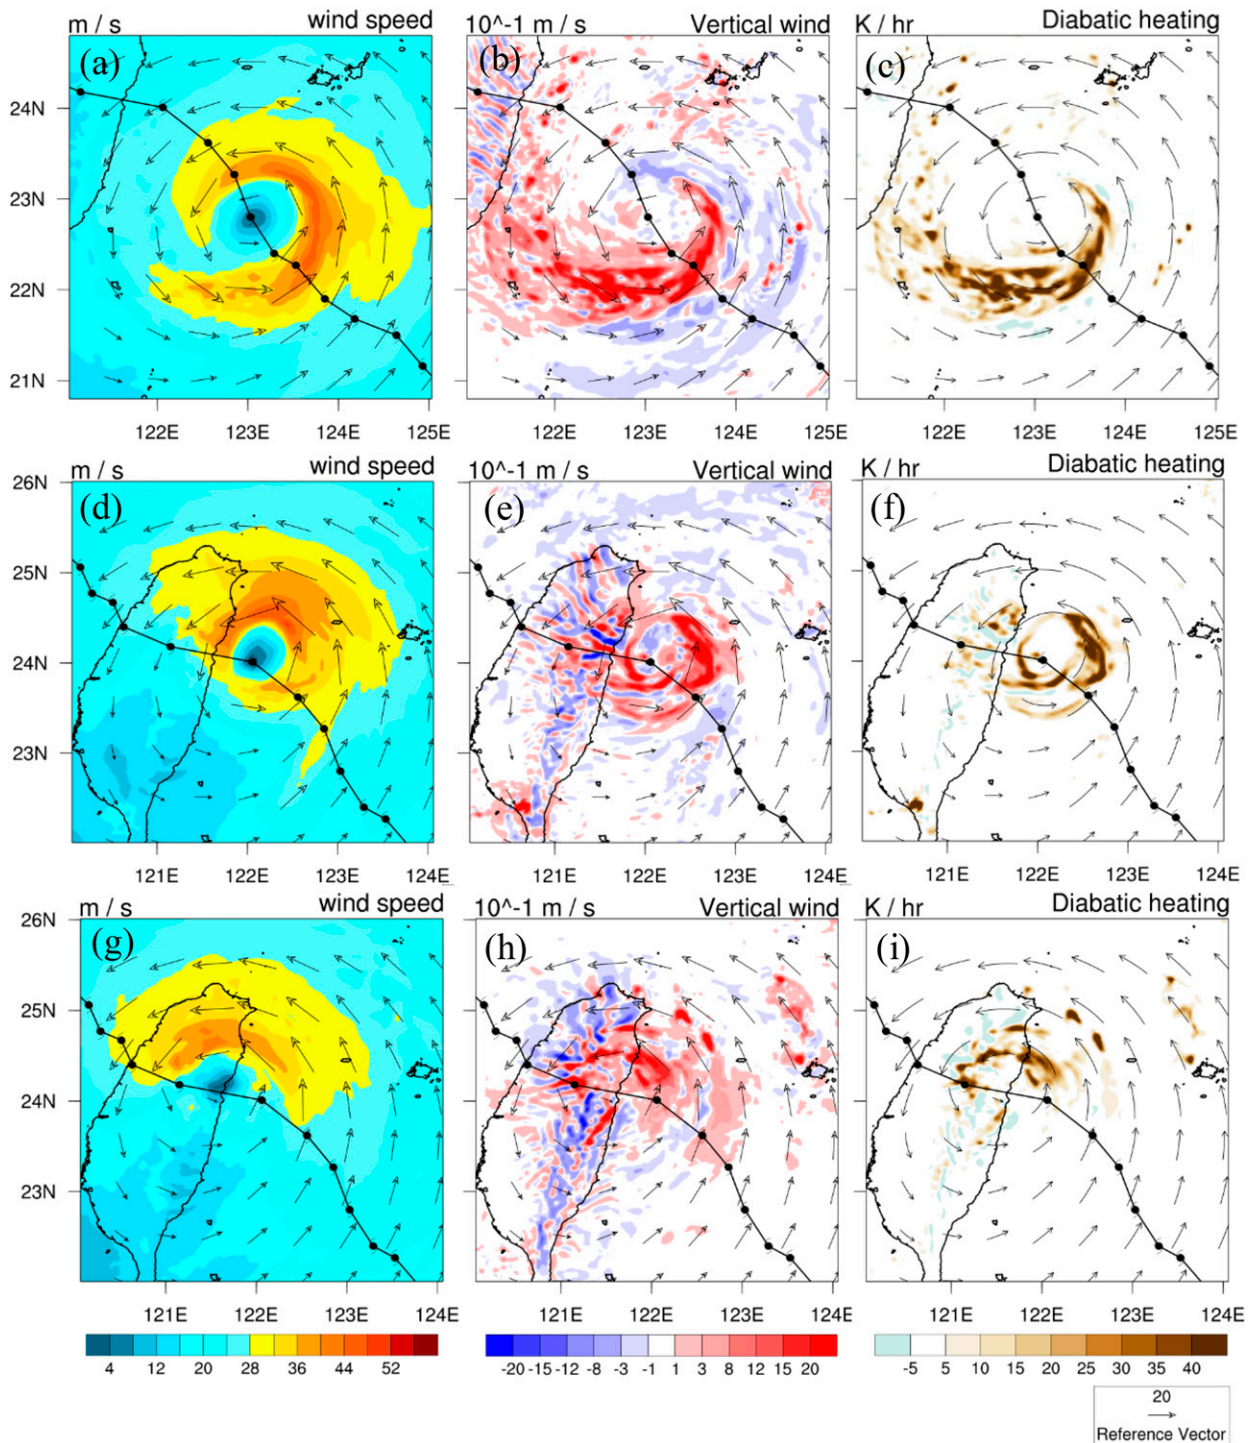 m / s wind speed 10^-1 m / s Vertical wind K / hr Diabatic heating
(a) (b) (c)
24N
23N
22N
21N
122E 123E 124E 125E 122E 123E 124E 125E 122E 123E 124E 125E
m / s wind speed 10^-1 m / s Vertical wind K / hr Diabatic heating
26N
(d) (e) (f)
25N
24N
23N
121E 122E 123E 124E 121E 122E 123E 124E 121E 122E 123E 124E
m / s wind speed 10^-1 m / s Vertical wind K / hr Diabatic heating
26N
(g) (h) (i)
25N
24N
23N
121E 122E 123E 124E 121E 122E 123E 124E 121E 122E 123E 124E
4 12 20 28 36 44 52 -20 -15 -12 -8 -3 -1 1 3 8 12 15 20 -5 5 10 15 20 25 30 35 40
20
Reference Vector